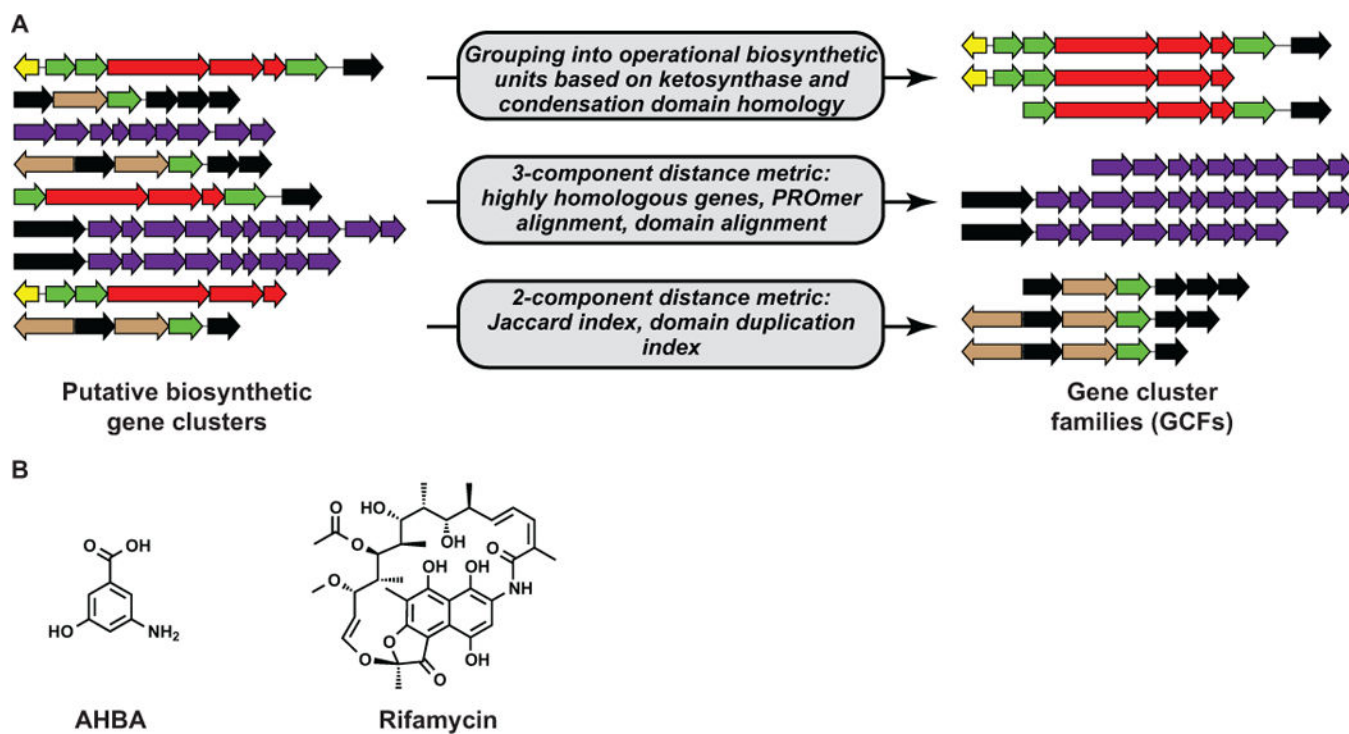 A
Grouping into operational biosynthetic
units based on ketosynthase and
condensation domain homology
3-component distance metric:
highly homologous genes, PROmer
alignment, domain alignment
2-component distance metric:
Jaccard index, domain duplication
index
Putative biosynthetic
gene clusters
Gene cluster
families (GCFs)
B
O
OH
HO
NH2
AHBA
O
O
HO
OH
O
O
OH
OH
NH
O
O
O
OH
O
Rifamycin